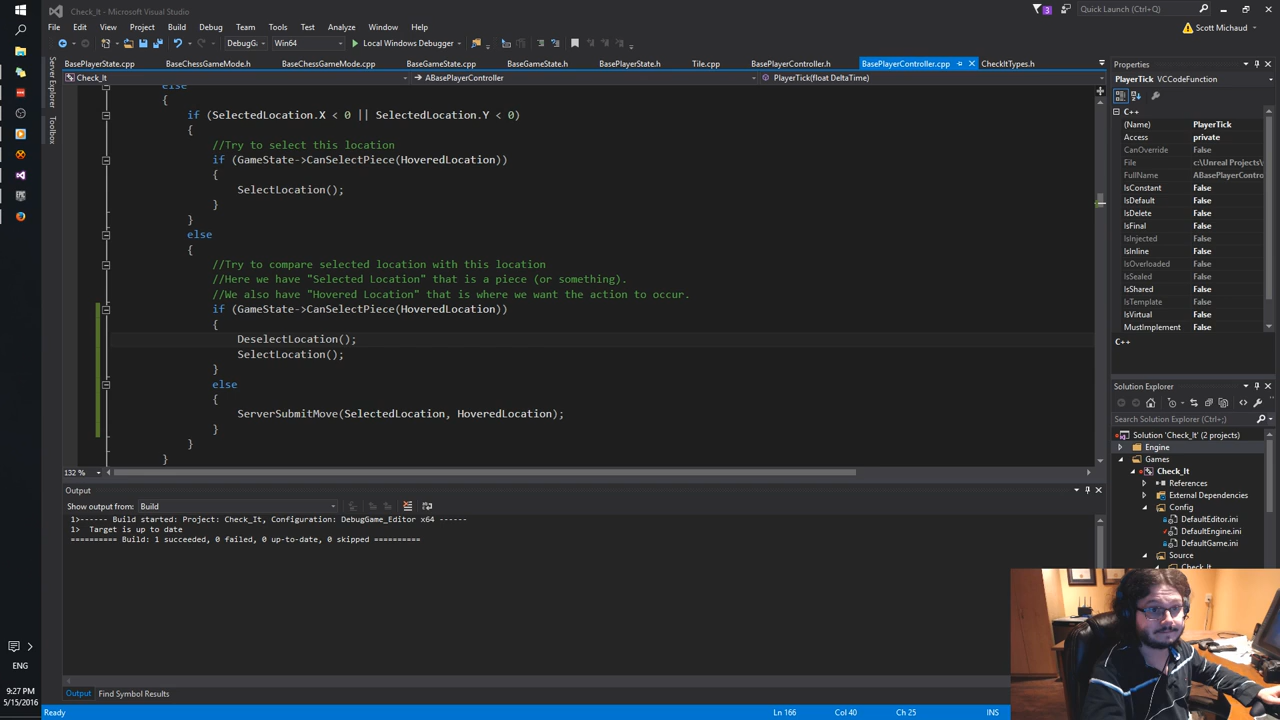 Check_It - Microsoft Visual Studio
3
Quick Launch (Ctrl+Q)
File Edit View Project Build Debug Team Tools Test Analyze Window Help
Scott Michaud
DebugG Win64 Local Windows Debugger
BasePlayerState.cpp BaseChessGameMode.h BaseChessGameMode.cpp BaseGameState.cpp BaseGameState.h BasePlayerState.h Tile.cpp BasePlayerController.h BasePlayerController.cpp CheckItTypes.h
Check_It ABasePlayerController PlayerTick(float DeltaTime)
Server Explorer
Toolbox
else
{
if (SelectedLocation.X < 0 || SelectedLocation.Y < 0)
{
//Try to select this location
if (GameState->CanSelectPiece(HoveredLocation))
{
SelectLocation();
}
}
else
{
//Try to compare selected location with this location
//Here we have "Selected Location" that is a piece (or something).
//We also have "Hovered Location" that is where we want the action to occur.
if (GameState->CanSelectPiece(HoveredLocation))
{
DeselectLocation();
SelectLocation();
}
else
{
ServerSubmitMove(SelectedLocation, HoveredLocation);
}
}
}
132 %
Output
Show output from: Build
1>------ Build started: Project: Check_It, Configuration: DebugGame_Editor x64 ------
1> Target is up to date
========== Build: 1 succeeded, 0 failed, 0 up-to-date, 0 skipped ==========
Output Find Symbol Results
Ready Ln 166 Col 40 Ch 25 INS
Properties
PlayerTick VCCodeFunction
C++
(Name) PlayerTick
Access private
CanOverride False
File c:\Unreal Projects\
FullName ABasePlayerContro
IsConstant False
IsDefault False
IsDelete False
IsFinal False
IsInjected False
IsInline False
IsOverloaded False
IsSealed False
IsShared False
IsTemplate False
IsVirtual False
MustImplement False
C++
Solution Explorer
Search Solution Explorer (Ctrl+;)
Solution 'Check_It' (2 projects)
Engine
Games
Check_It
References
External Dependencies
Config
DefaultEditor.ini
DefaultEngine.ini
DefaultGame.ini
Source
Check_It
ENG
9:27 PM
5/15/2016